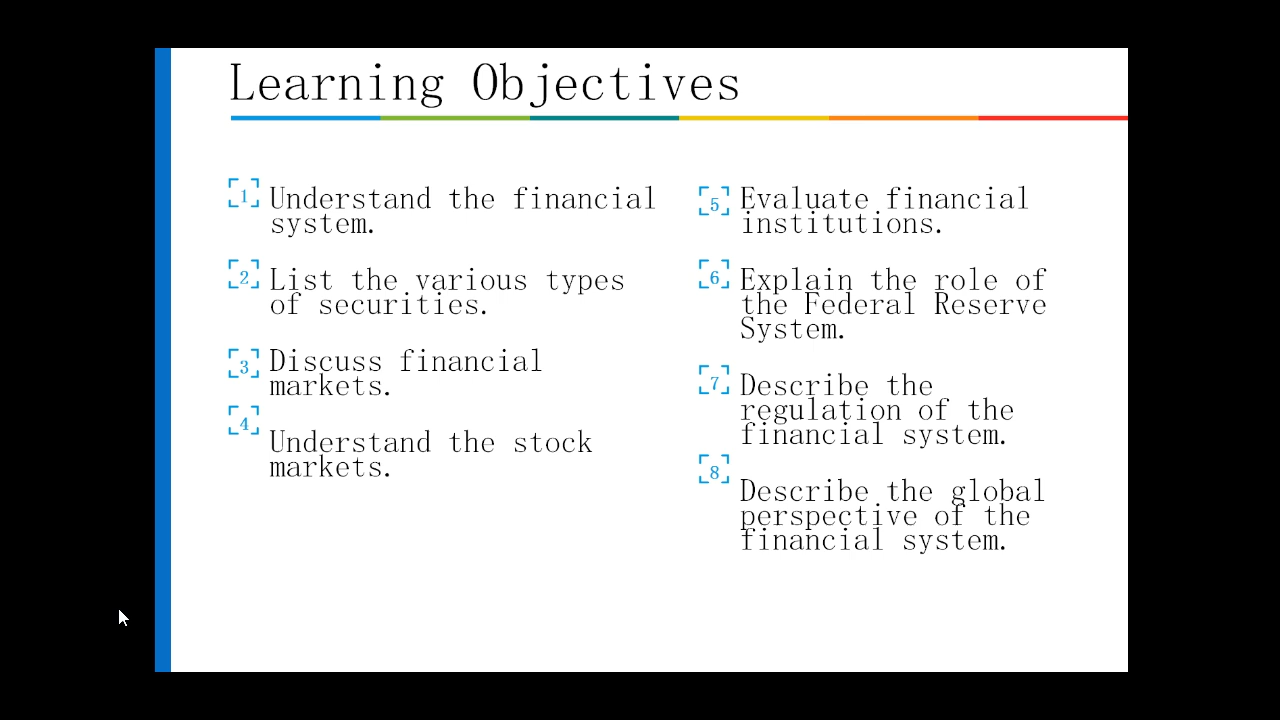 Learning Objectives
1 Understand the financial
system.
2 List the various types
of securities.
3 Discuss financial
markets.
4 Understand the stock
markets.
5 Evaluate financial
institutions.
6 Explain the role of
the Federal Reserve
System.
7 Describe the
regulation of the
financial system.
8 Describe the global
perspective of the
financial system.